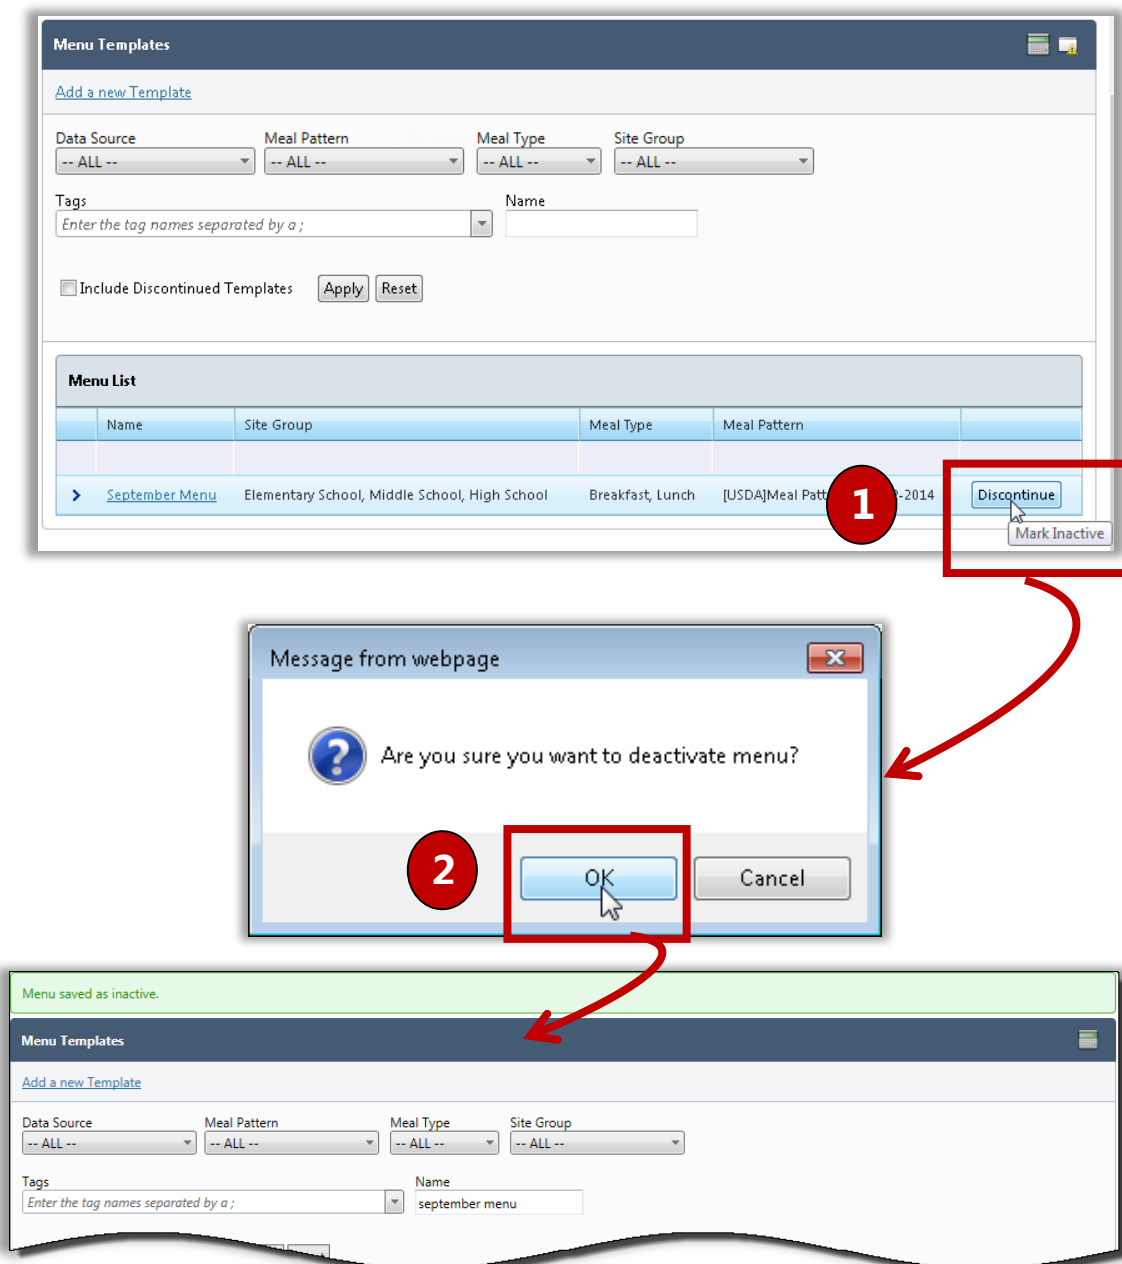 Menu Templates
Add a new Template
Data Source Meal Pattern Meal Type Site Group
-- ALL -- -- ALL -- -- ALL -- -- ALL --
Tags Name
Enter the tag names separated by a ;
Include Discontinued Templates Apply Reset
Menu List
Name Site Group Meal Type Meal Pattern
September Menu Elementary School, Middle School, High School Breakfast, Lunch [USDA]Meal -2014 Discontinue
1
Mark Inactive
Message from webpage
Are you sure you want to deactivate menu?
2
OK Cancel
Menu saved as inactive.
Menu Templates
Add a new Template
Data Source Meal Pattern Meal Type Site Group
-- ALL -- -- ALL -- -- ALL -- -- ALL --
Tags Name
Enter the tag names separated by a ; september menu